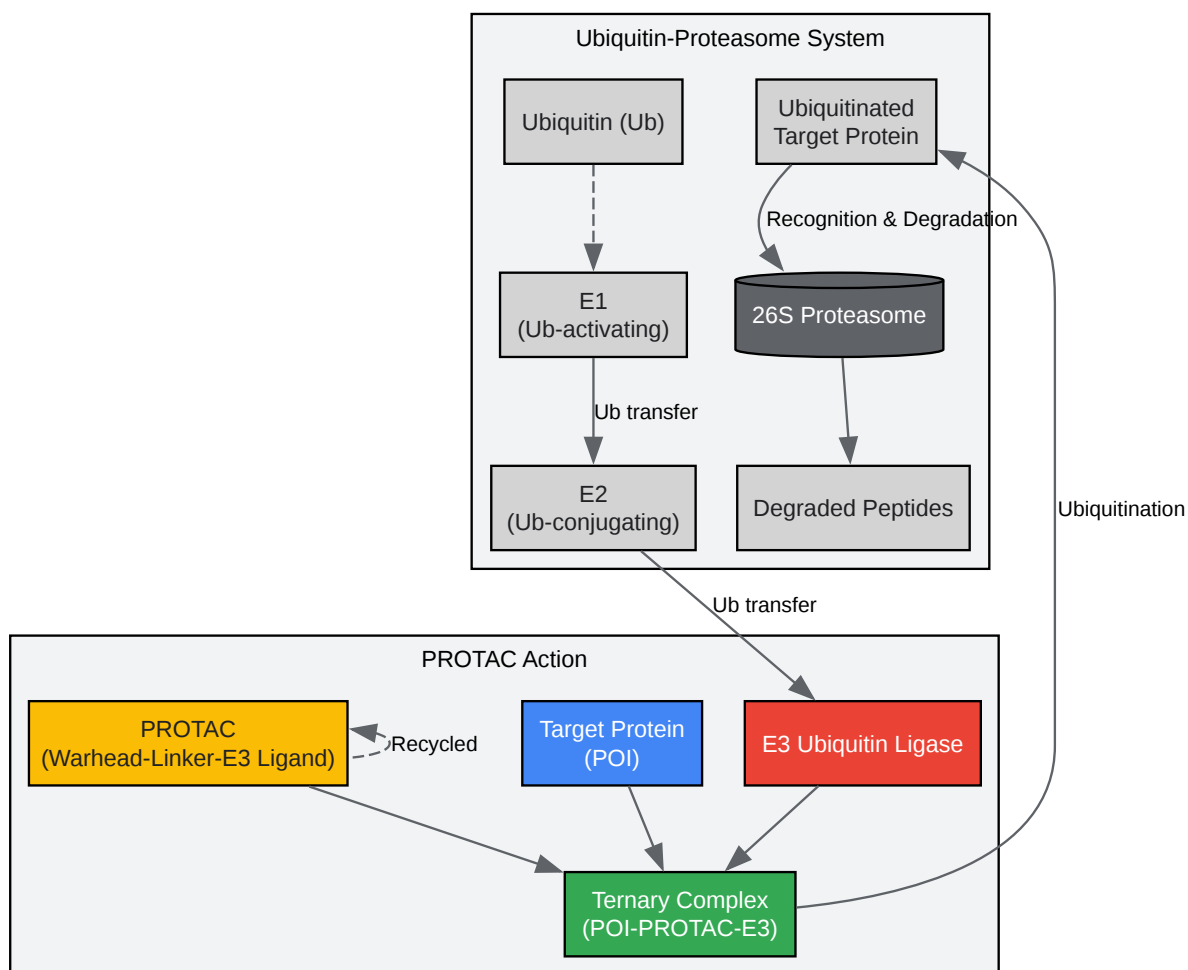 Ubiquitin-Proteasome System
Ubiquitin (Ub)
Ubiquitinated
Target Protein
Recognition & Degradation
E1
(Ub-activating)
26S Proteasome
Ub transfer
E2
(Ub-conjugating)
Degraded Peptides
Ubiquitination
Ub transfer
PROTAC Action
PROTAC
(Warhead-Linker-E3 Ligand)
Recycled
Target Protein
(POI)
E3 Ubiquitin Ligase
Ternary Complex
(POI-PROTAC-E3)